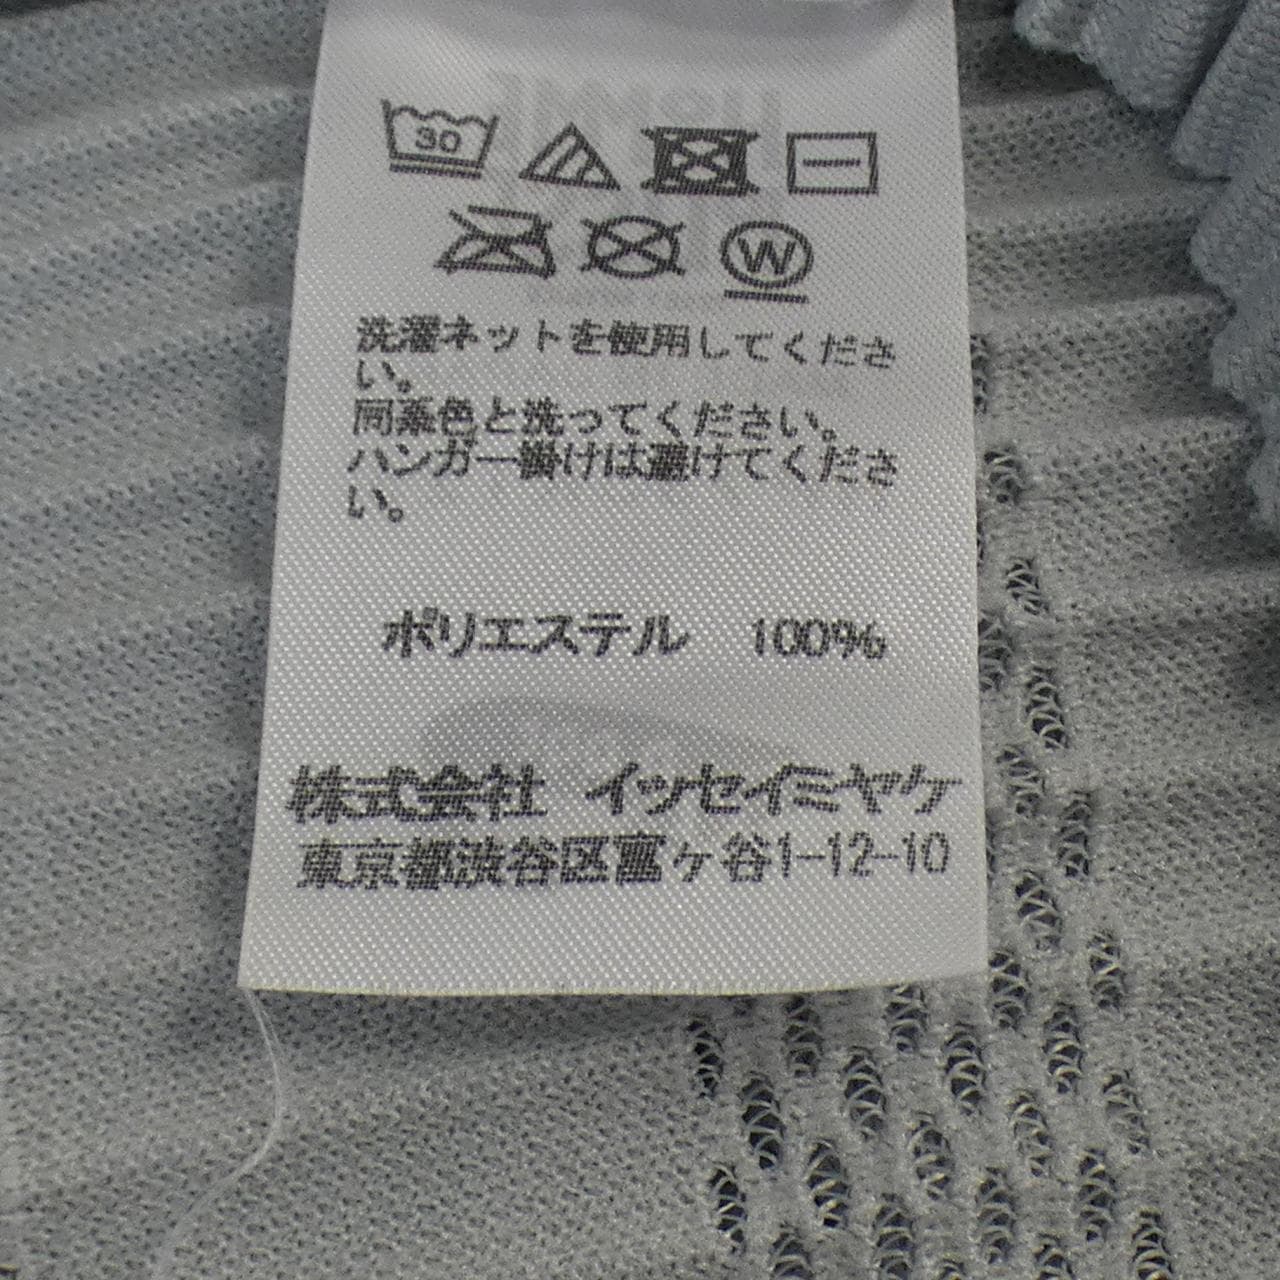 30
W
洗濯ネットを使用してくださ
い。
同系色と洗ってください。
ハンガー掛けは避けてくださ
い。
ポリエステル 100%
株式会社 イッセイミヤケ
東京都渋谷区富ヶ谷1-12-10